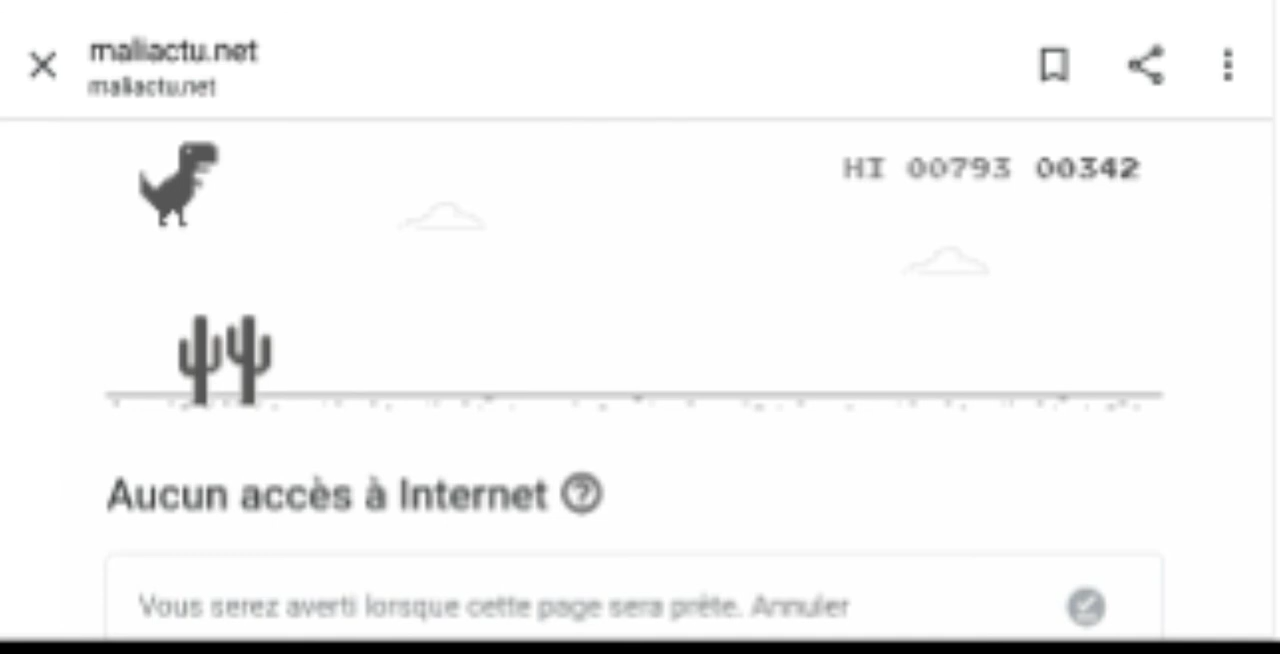 maliactu.net
maliactu.net
HI 00793 00342
Aucun accès à Internet
Vous serez averti lorsque cette page sera prête. Annuler